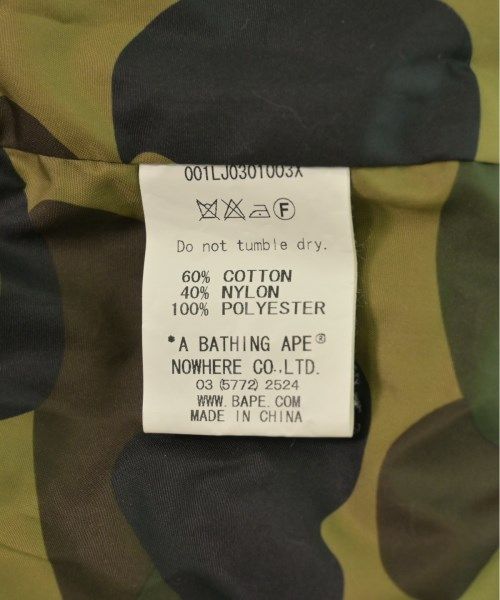 001LJ0301003X
F
Do not tumble dry.
60% COTTON
40% NYLON
100% POLYESTER
*A BATHING APE®
NOWHERE CO.,LTD.
03 (5772) 2524
WWW.BAPE.COM
MADE IN CHINA